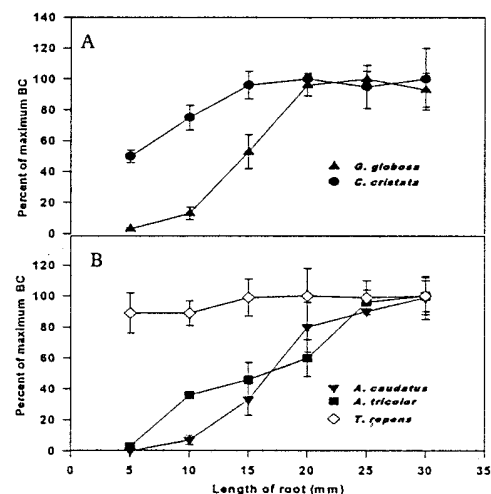 140
A
120
100
80
60
40
20
0
Percent of maximum BC
G. globosa
C. cristata
B
120
100
80
60
40
20
0
Percent of maximum BC
A. caudatus
A. tricolor
T. repens
0 5 10 15 20 25 30 35
Length of root (mm)